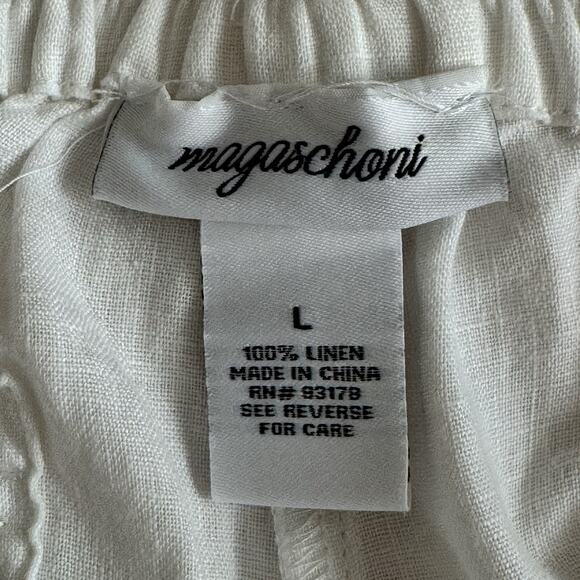 magaschoni
L
100% LINEN
MADE IN CHINA
RN# 93178
SEE REVERSE
FOR CARE